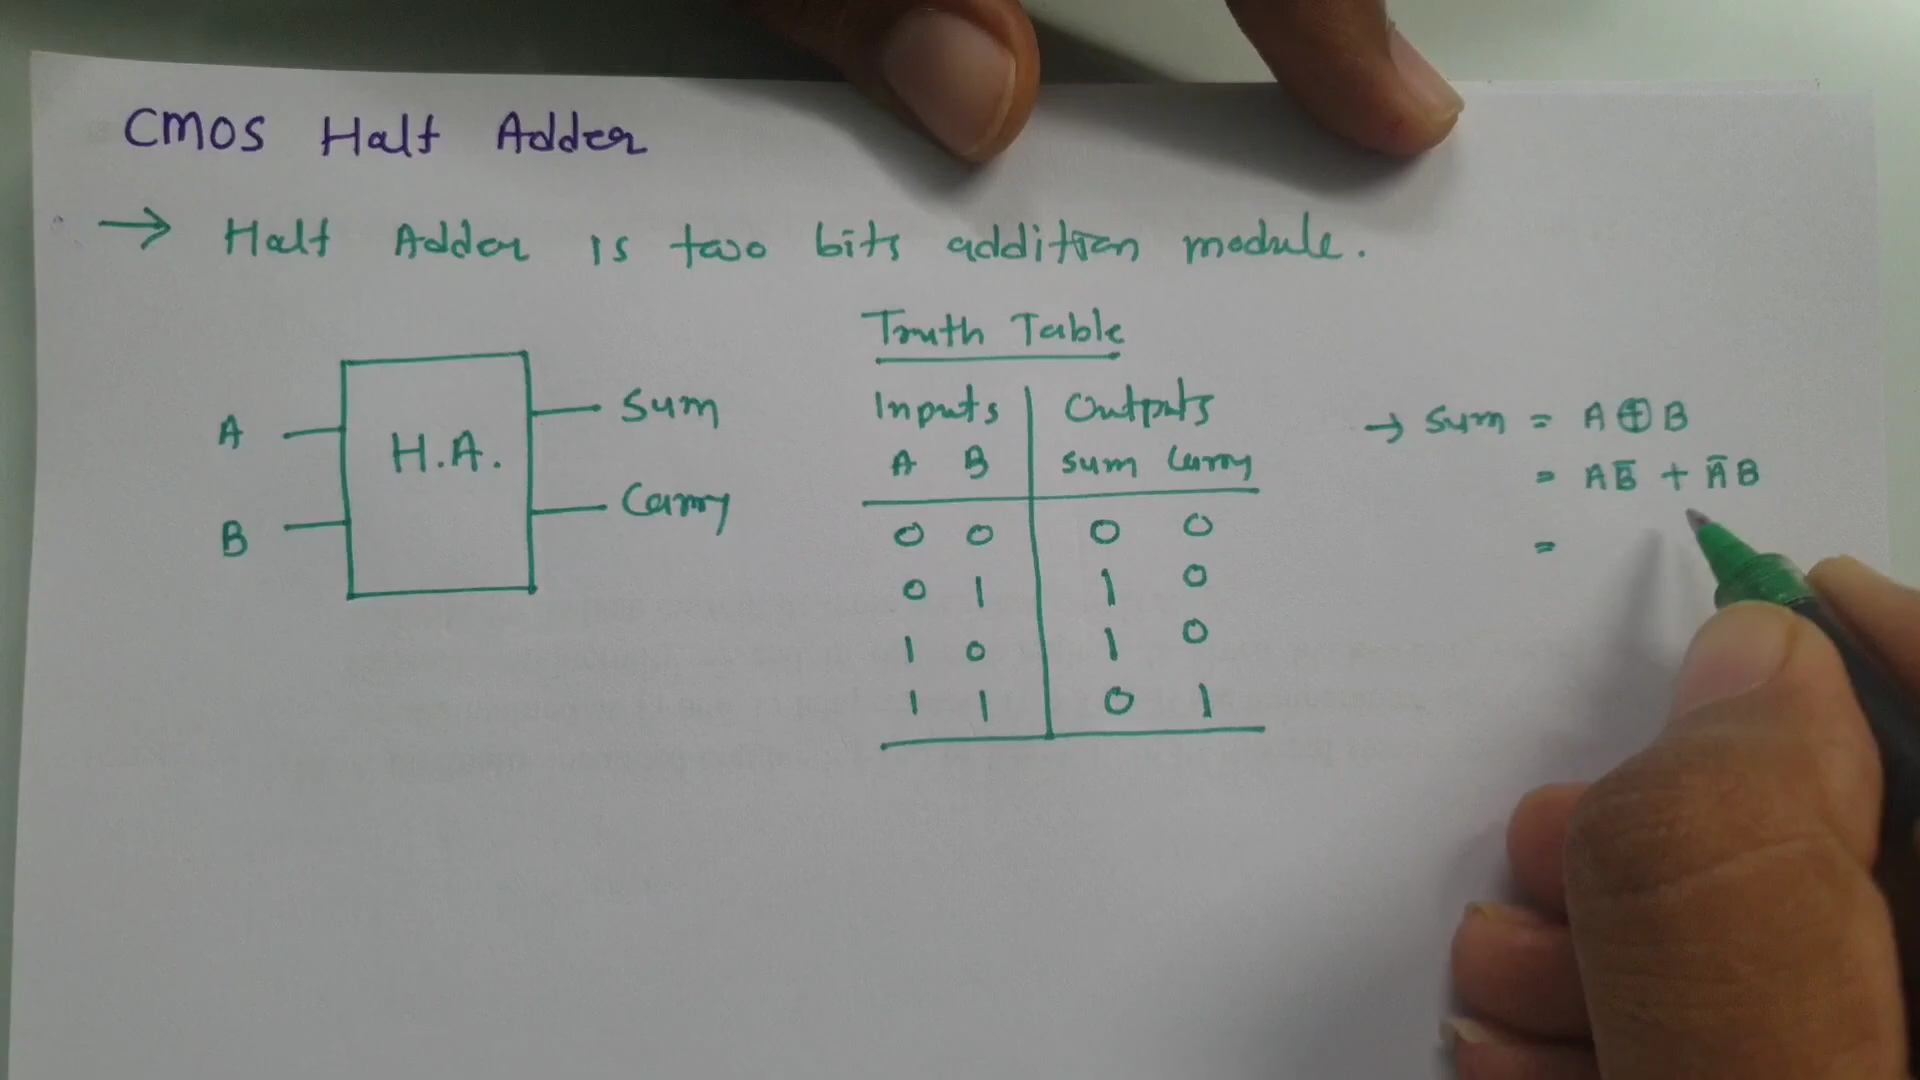 CMOS Half Adder
→ Half Adder is two bits addition module.
A
B
H.A.
Sum
Carry
Truth Table
Inputs Outputs
A B Sum Carry
0 0 0 0
0 1 1 0
1 0 1 0
1 1 0 1
→ Sum = A ⊕ B
= AB̅ + A̅B
=